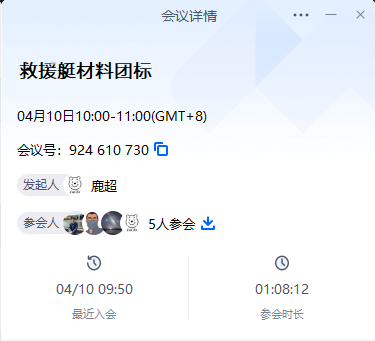 会议详情
救援艇材料团标
04月10日10:00-11:00(GMT+8)
会议号：924 610 730
发起人 鹿超
参会人 5人参会
04/10 09:50 01:08:12
最近入会 参会时长